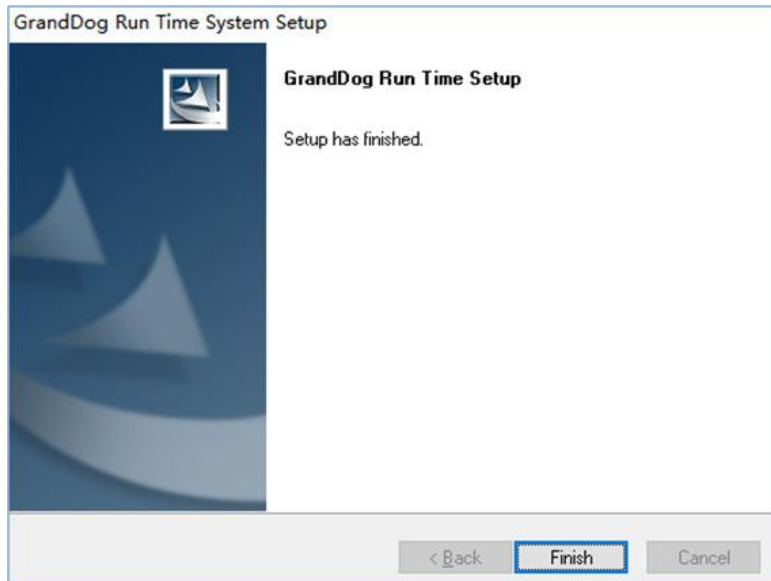 GrandDog Run Time System Setup
GrandDog Run Time Setup
Setup has finished.
< Back
Finish
Cancel